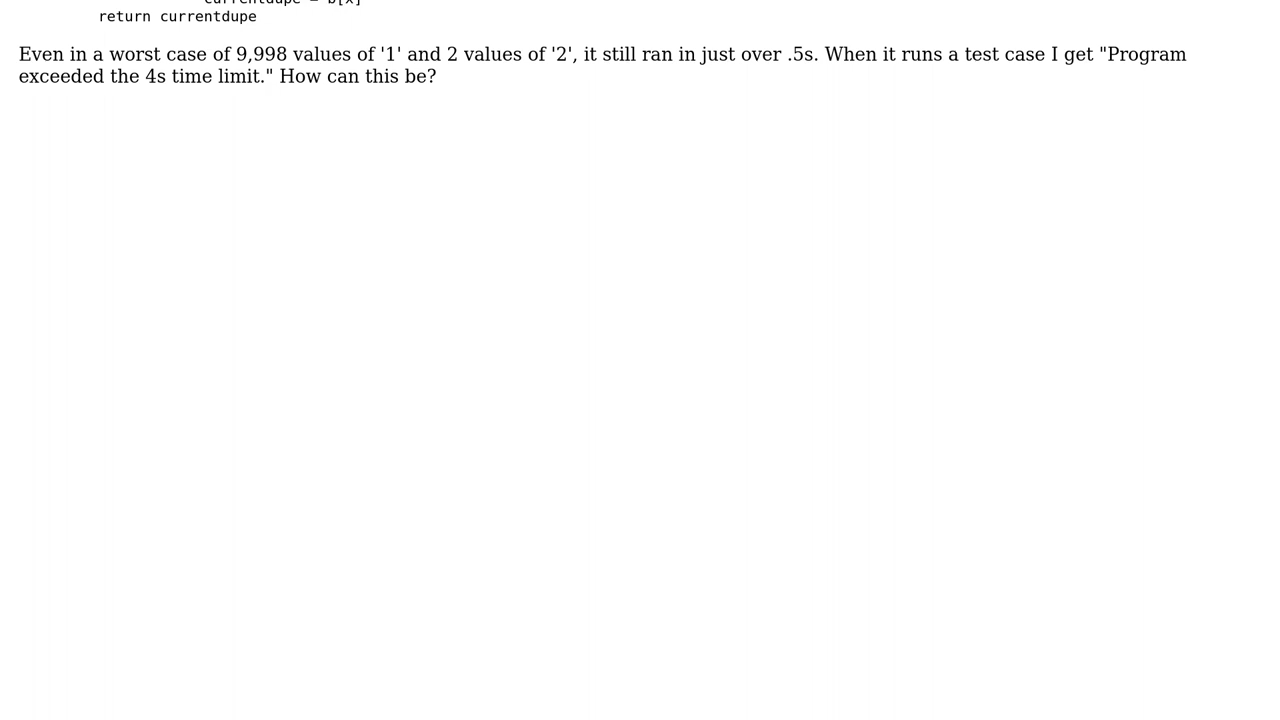 currentdupe = b[x]
return currentdupe
Even in a worst case of 9,998 values of '1' and 2 values of '2', it still ran in just over .5s. When it runs a test case I get "Program
exceeded the 4s time limit." How can this be?